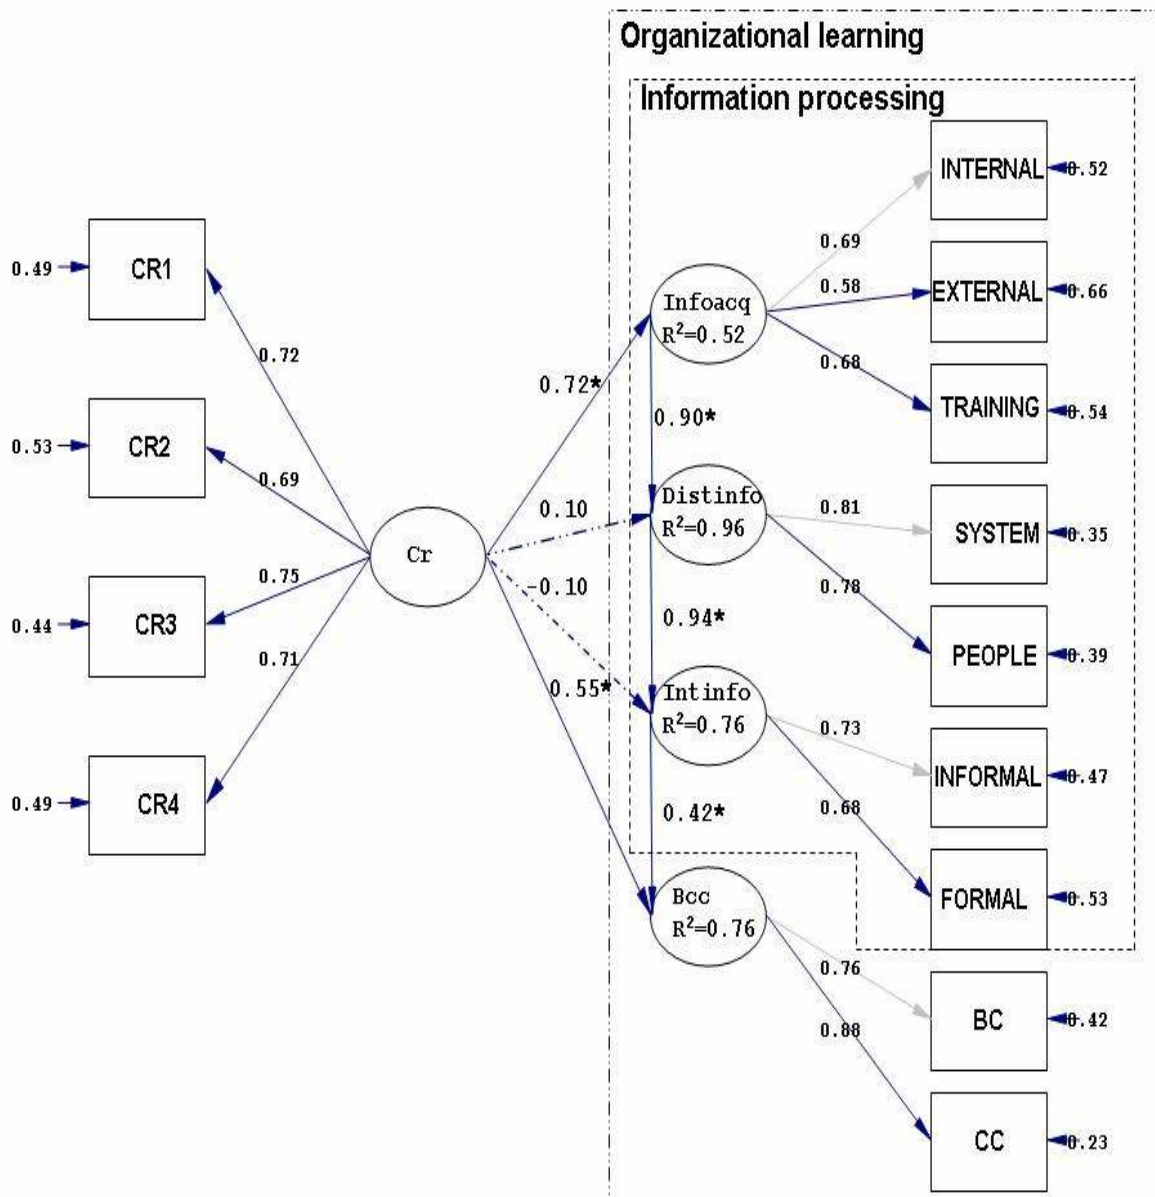 Organizational learning
Information processing
INTERNAL
0.52
0.69
EXTERNAL
0.66
0.58
TRAINING
0.54
0.68
Infoacq
R²=0.52
0.49
CR1
0.72
0.72*
0.90*
0.53
CR2
0.69
0.10
Distinfo
R²=0.96
0.81
SYSTEM
0.35
0.78
Cr
-0.10
0.94*
PEOPLE
0.39
0.75
0.44
CR3
0.71
0.55*
Intinfo
R²=0.76
0.73
INFORMAL
0.47
0.68
0.49
CR4
0.42*
FORMAL
0.53
Bcc
R²=0.76
0.76
BC
0.42
0.88
CC
0.23